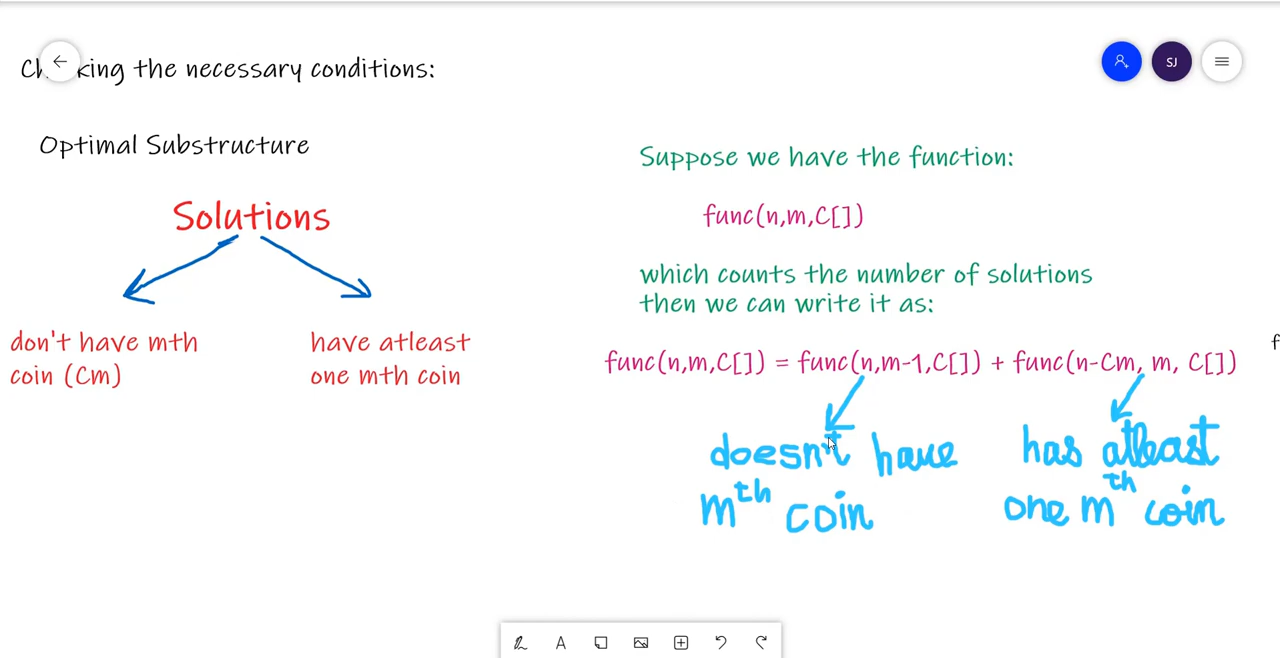 Checking the necessary conditions:
SJ
Optimal Substructure
Solutions
don't have mth
coin (Cm)
have atleast
one mth coin
Suppose we have the function:
func(n,m,C[])
which counts the number of solutions
then we can write it as:
func(n,m,C[]) = func(n,m-1,C[]) + func(n-Cm, m, C[])
f
doesn't have
mth coin
has atleast
one mth coin
A